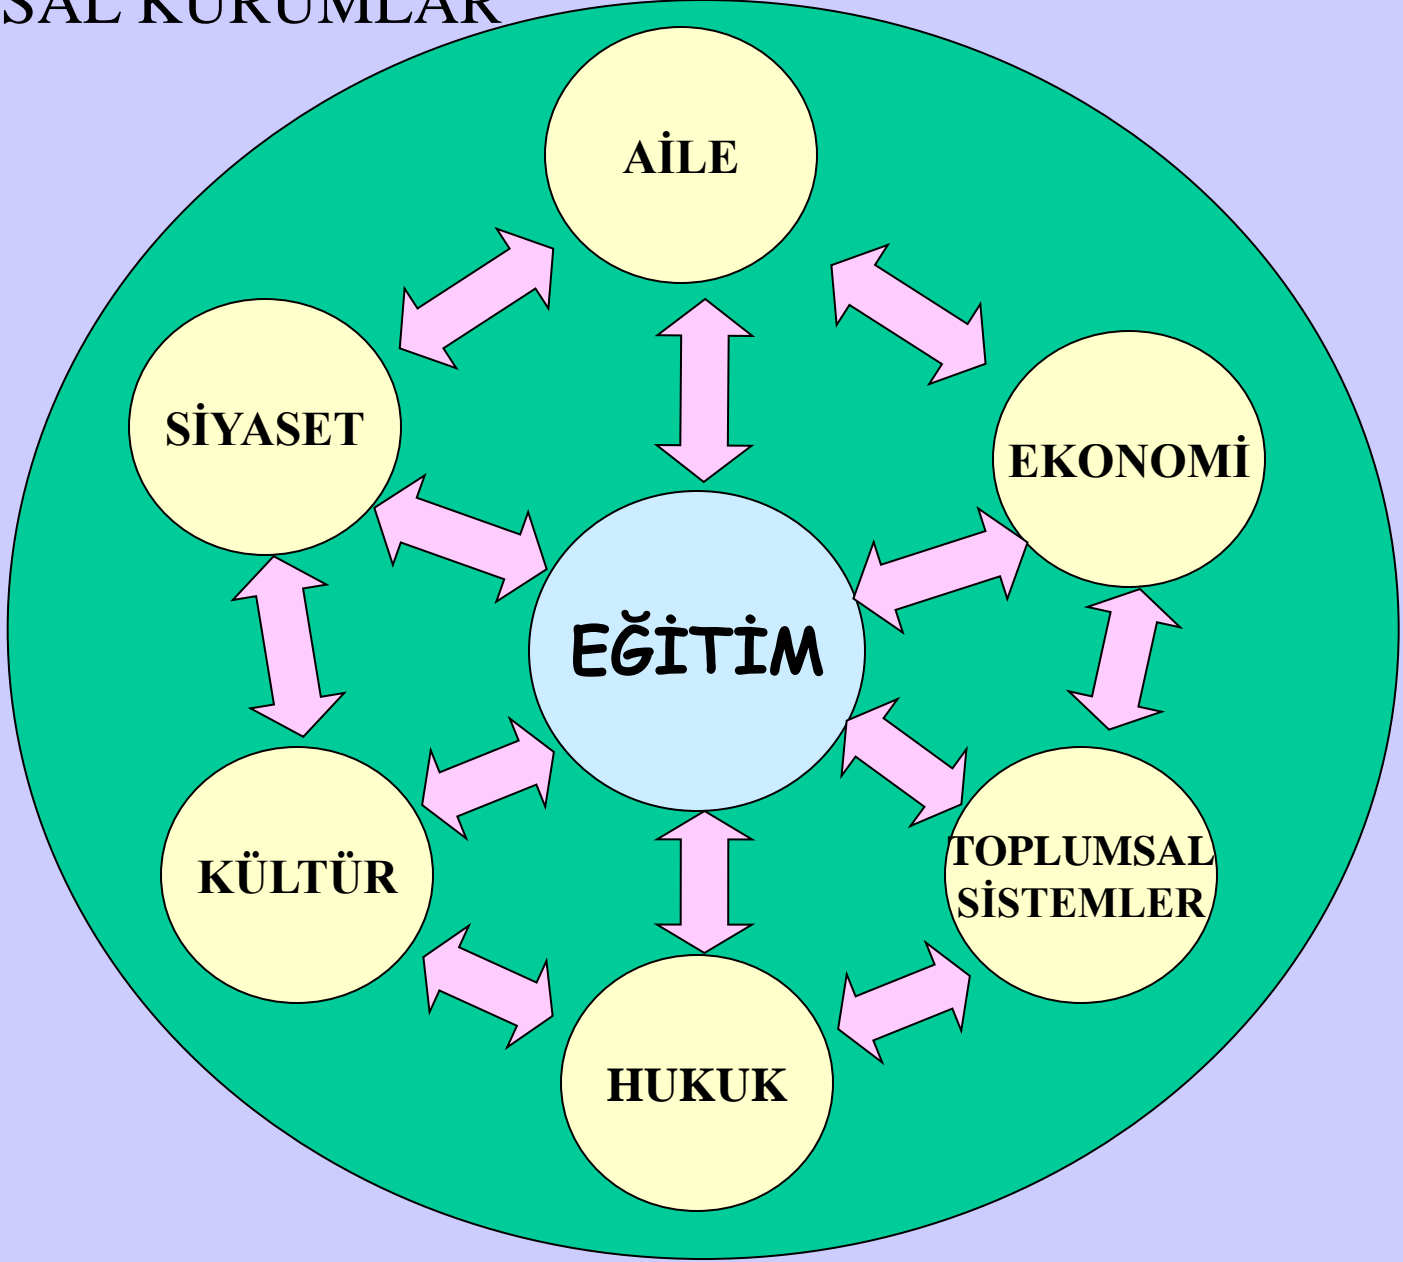 SAL KURUMLAR
AİLE
SİYASET
EKONOMİ
EĞİTİM
KÜLTÜR
TOPLUMSAL
SİSTEMLER
HUKUK